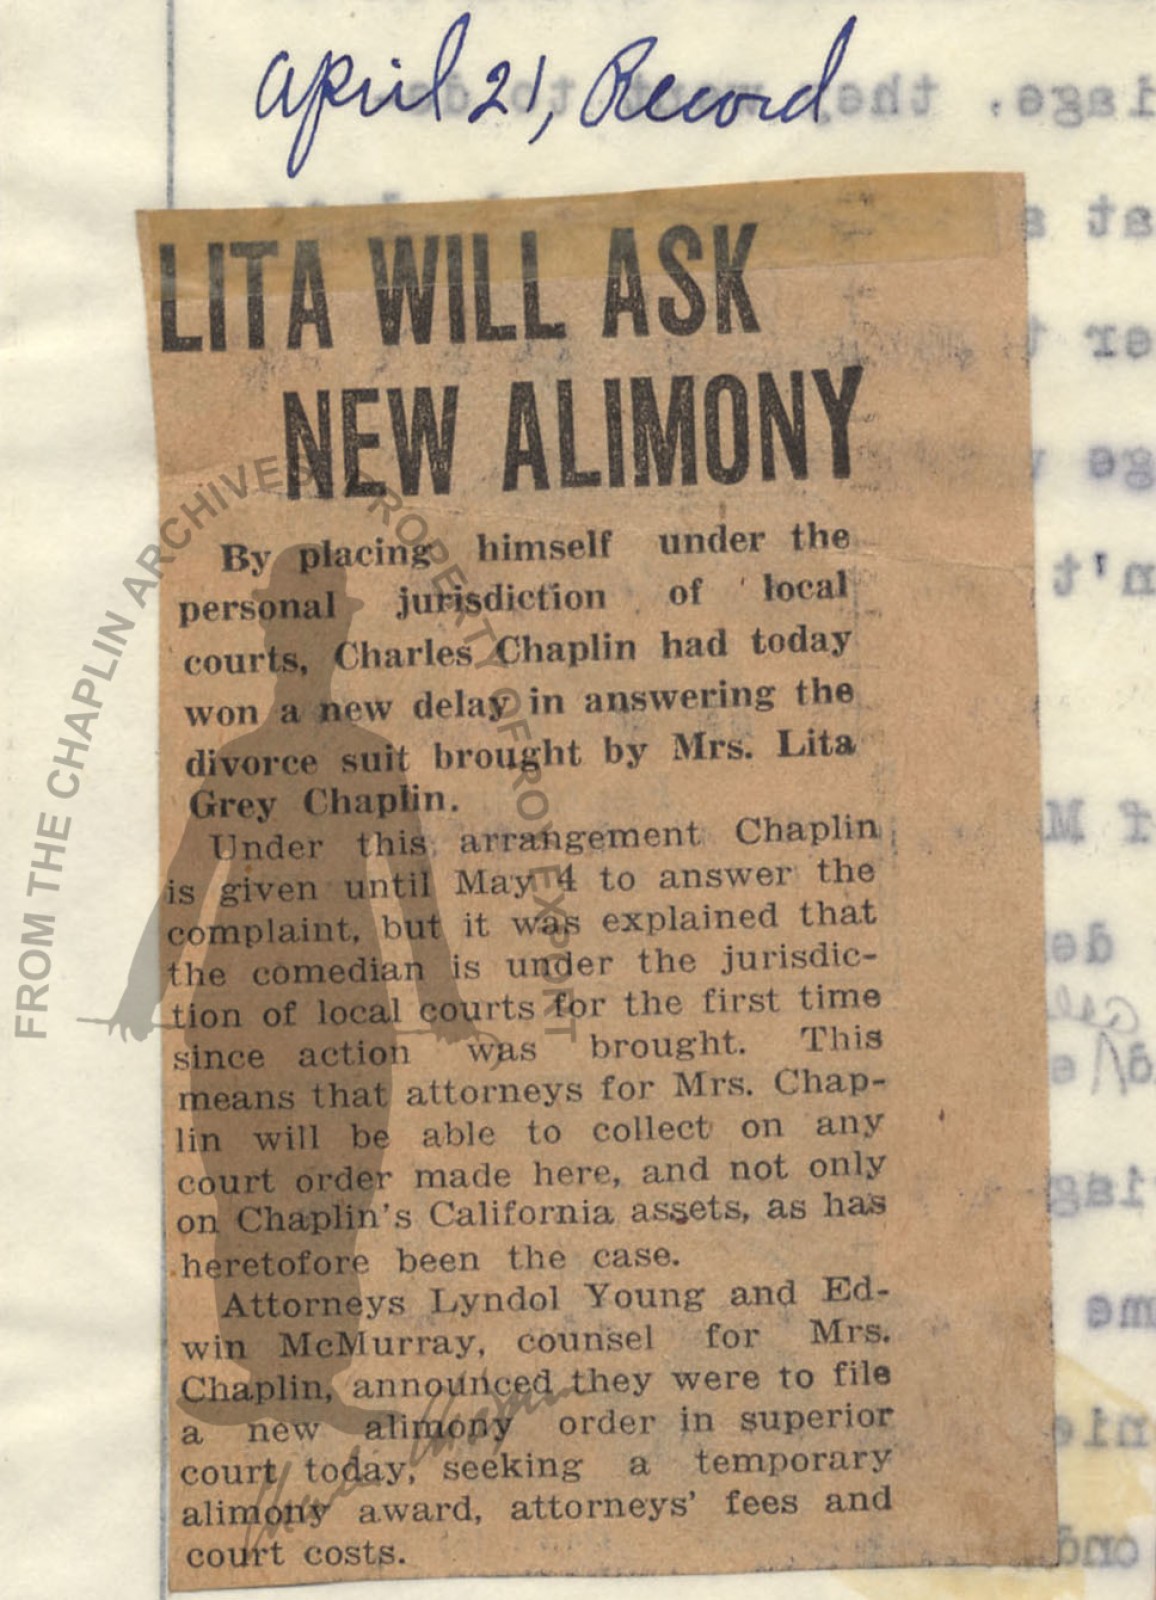 April 21, Record
LITA WILL ASK
NEW ALIMONY
By placing himself under the
personal jurisdiction of local
courts, Charles Chaplin had today
won a new delay in answering the
divorce suit brought by Mrs. Lita
Grey Chaplin.
Under this arrangement Chaplin
is given until May 4 to answer the
complaint, but it was explained that
the comedian is under the jurisdic-
tion of local courts for the first time
since action was brought. This
means that attorneys for Mrs. Chap-
lin will be able to collect on any
court order made here, and not only
on Chaplin's California assets, as has
heretofore been the case.
Attorneys Lyndol Young and Ed-
win McMurray, counsel for Mrs.
Chaplin, announced they were to file
a new alimony order in superior
court today, seeking a temporary
alimony award, attorneys' fees and
court costs.
FROM THE CHAPLIN ARCHIVES PROPERTY OF ROY EXPORT
Charlie Chaplin